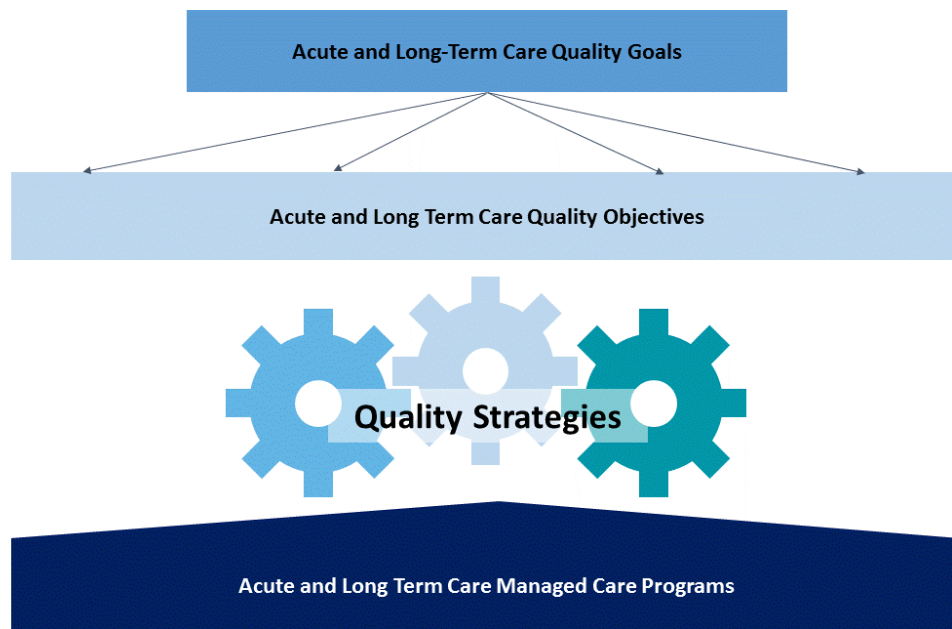 Acute and Long-Term Care Quality Goals
Acute and Long Term Care Quality Objectives
Quality Strategies
Acute and Long Term Care Managed Care Programs